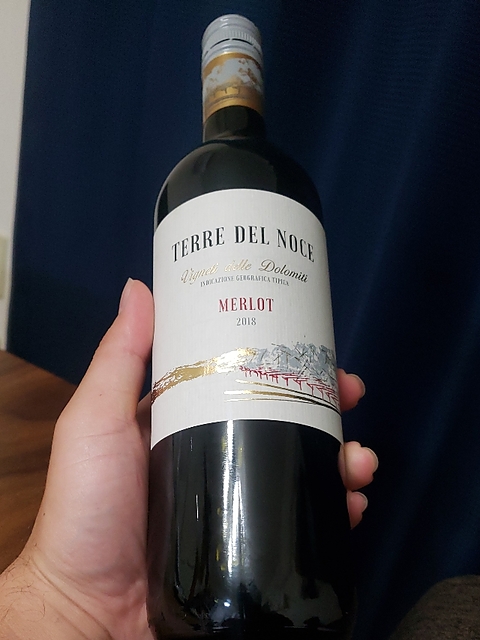 TERRE DEL NOCE
Vigneti delle Dolomiti
INDICAZIONE GEOGRAFICA TIPICA
MERLOT
2018